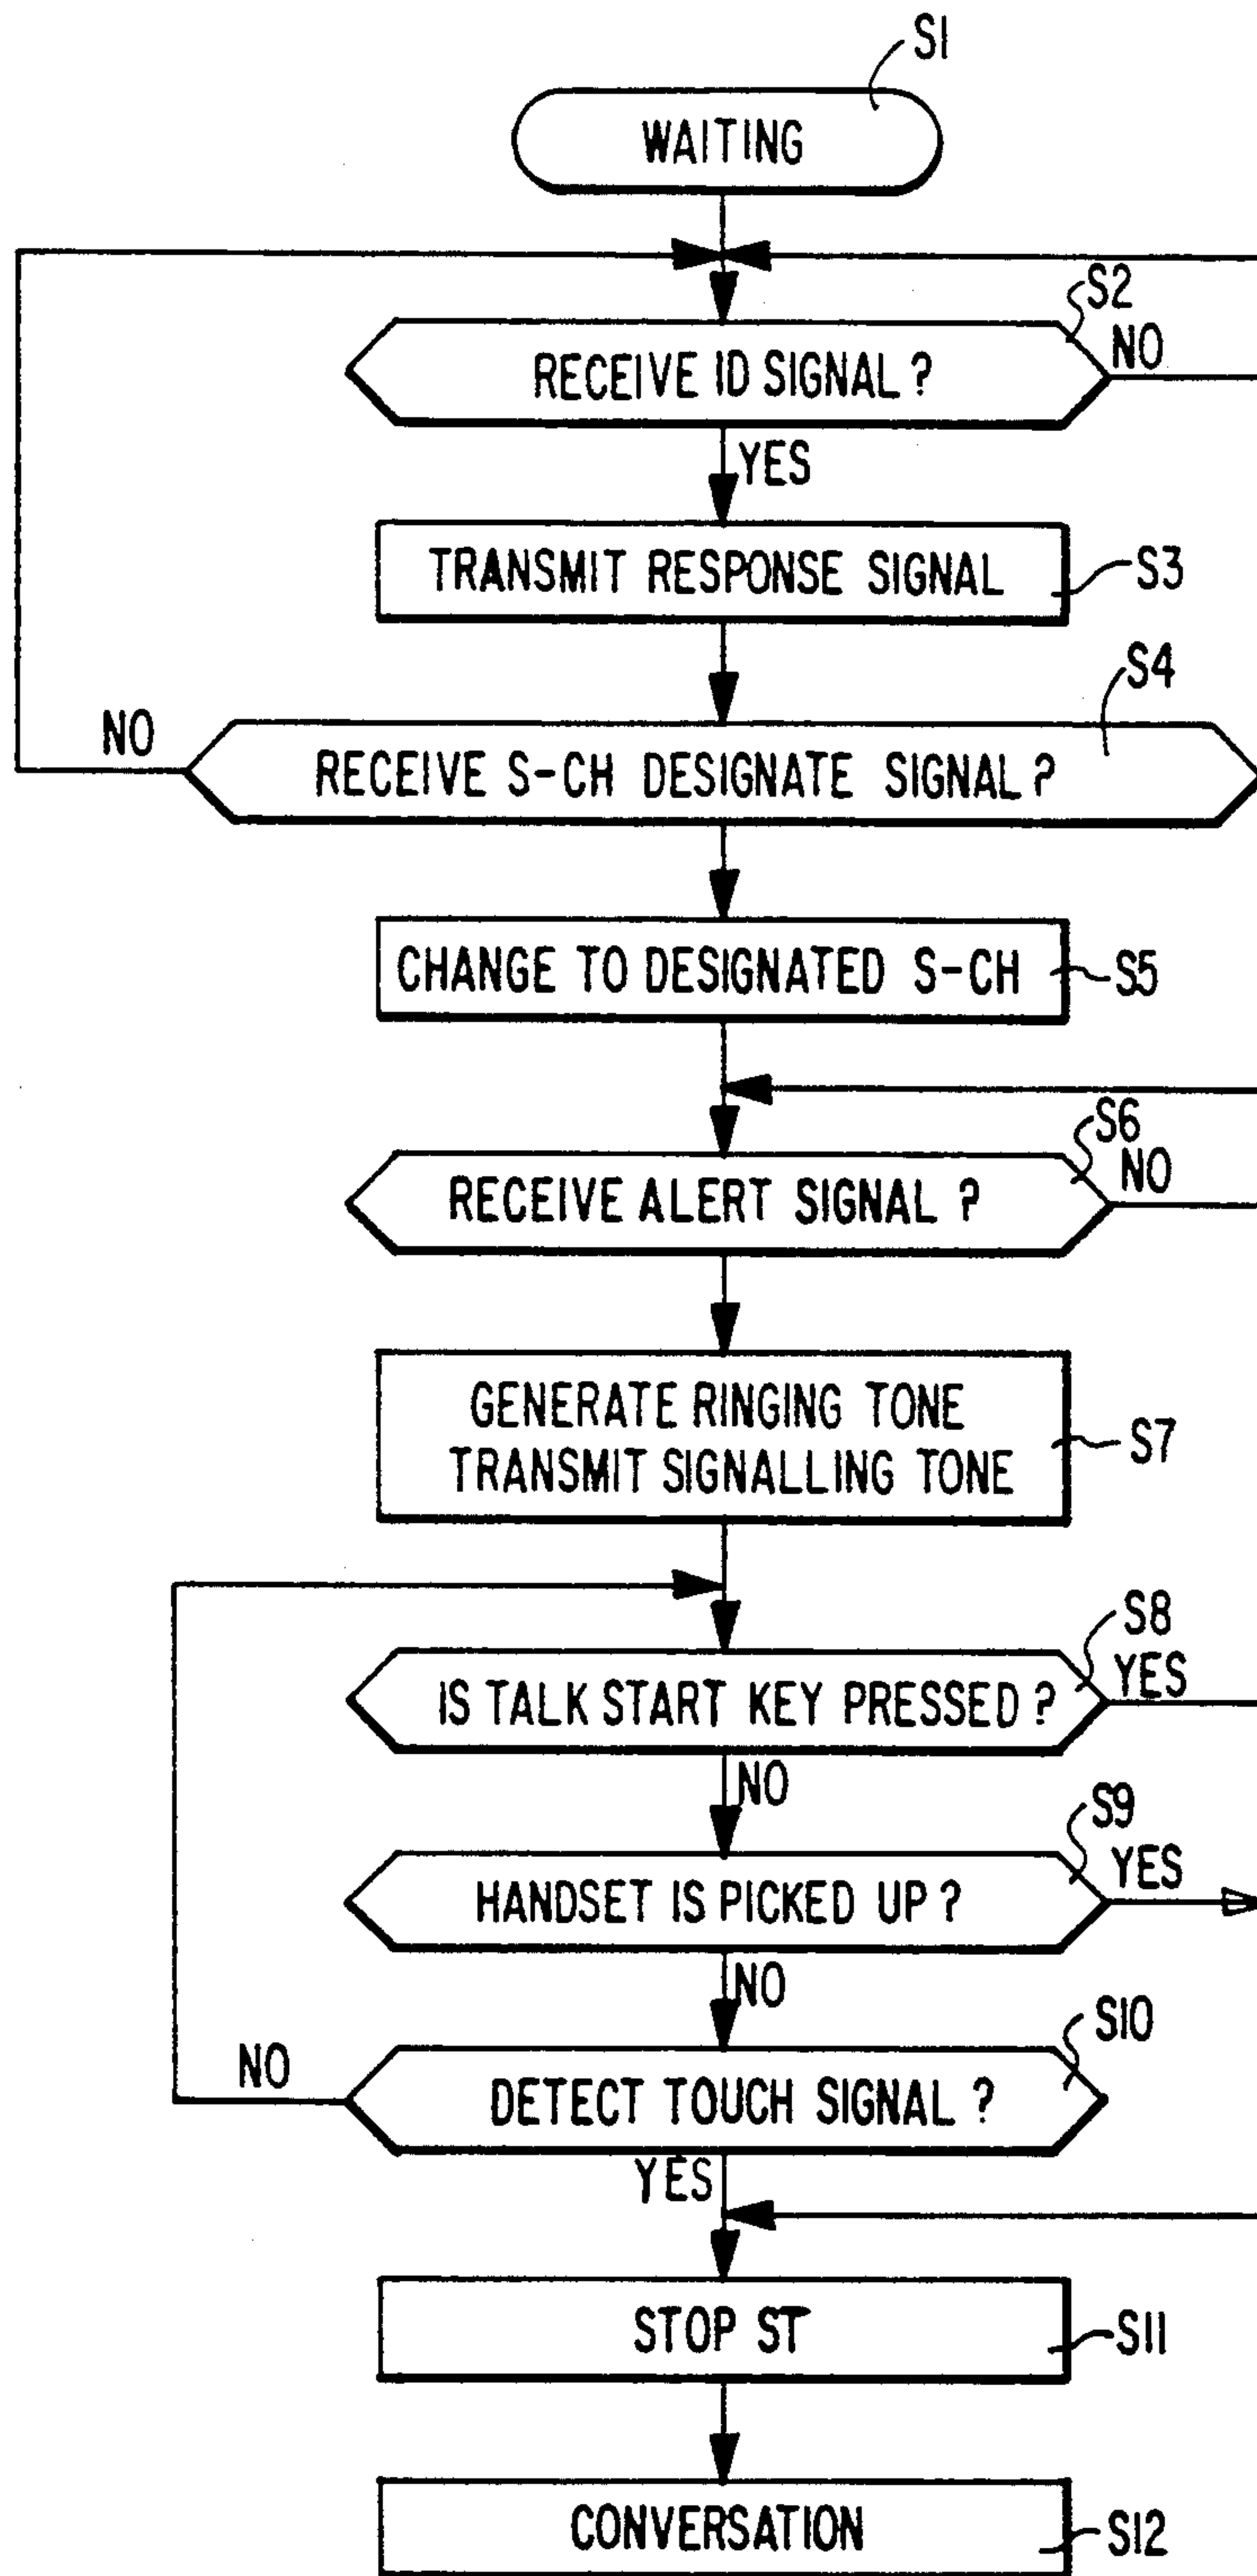 S1
WAITING
S2
NO
RECEIVE ID SIGNAL ?
YES
TRANSMIT RESPONSE SIGNAL
S3
S4
NO
RECEIVE S-CH DESIGNATE SIGNAL ?
CHANGE TO DESIGNATED S-CH
S5
S6
NO
RECEIVE ALERT SIGNAL ?
GENERATE RINGING TONE
TRANSMIT SIGNALLING TONE
S7
S8
YES
IS TALK START KEY PRESSED ?
NO
S9
YES
HANDSET IS PICKED UP ?
NO
S10
NO
DETECT TOUCH SIGNAL ?
YES
STOP ST
S11
CONVERSATION
S12